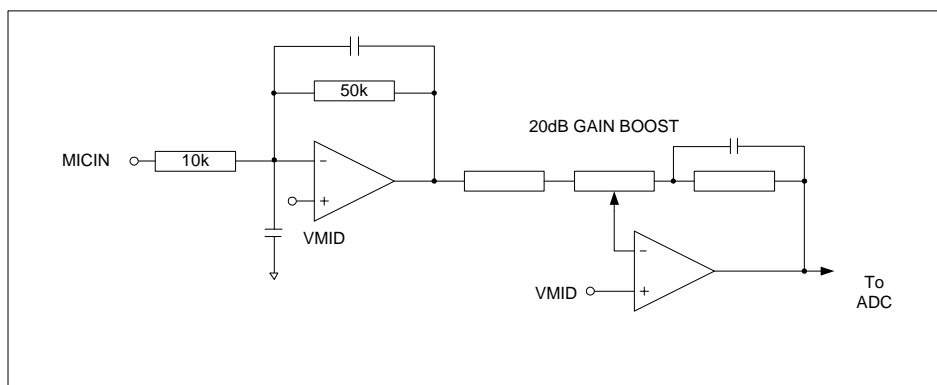 50k
20dB GAIN BOOST
MICIN
10k
−
+
VMID
−
VMID
+
To
ADC